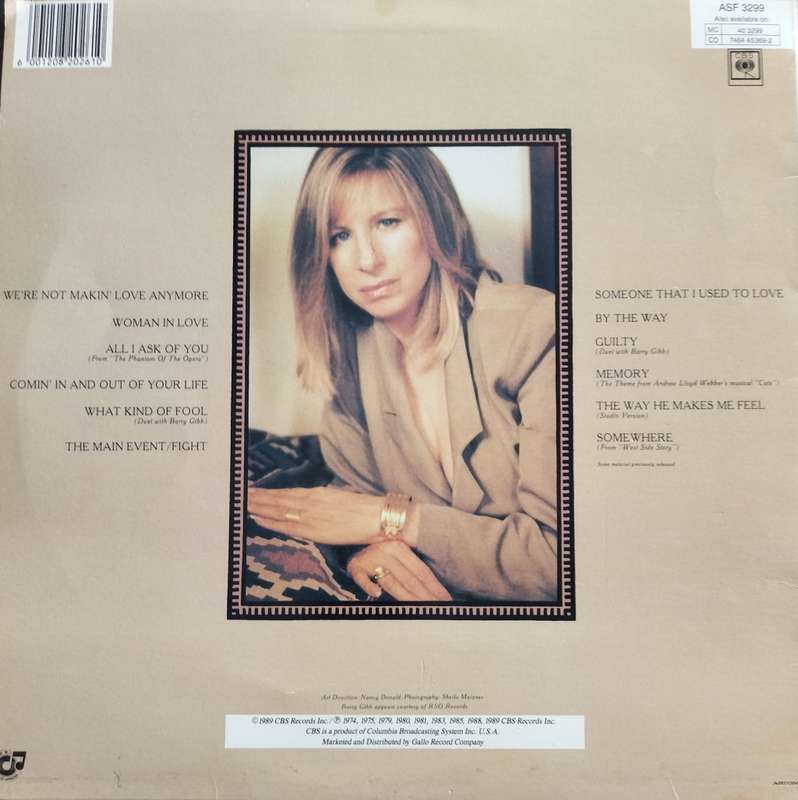 6 001208 202610
ASF 3299
Also available on
MC 40 3299
CD 7464-45369-2
CBS
WE'RE NOT MAKIN' LOVE ANYMORE
WOMAN IN LOVE
ALL I ASK OF YOU
(From "The Phantom Of The Opera")
COMIN' IN AND OUT OF YOUR LIFE
WHAT KIND OF FOOL
(Duet with Barry Gibb)
THE MAIN EVENT/FIGHT
SOMEONE THAT I USED TO LOVE
BY THE WAY
GUILTY
(Duet with Barry Gibb)
MEMORY
(The Theme from Andrew Lloyd Webber's musical "Cats")
THE WAY HE MAKES ME FEEL
(Studio Version)
SOMEWHERE
(From "West Side Story")
Some material previously released
Art Direction: Nancy Donald Photography: Sheila Metzner
Barry Gibb appears courtesy of RSO Records
©1989 CBS Records Inc./℗ 1974, 1975, 1979, 1980, 1981, 1983, 1985, 1988, 1989 CBS Records Inc.
CBS is a product of Columbia Broadcasting System Inc. U.S.A.
Marketed and Distributed by Gallo Record Company